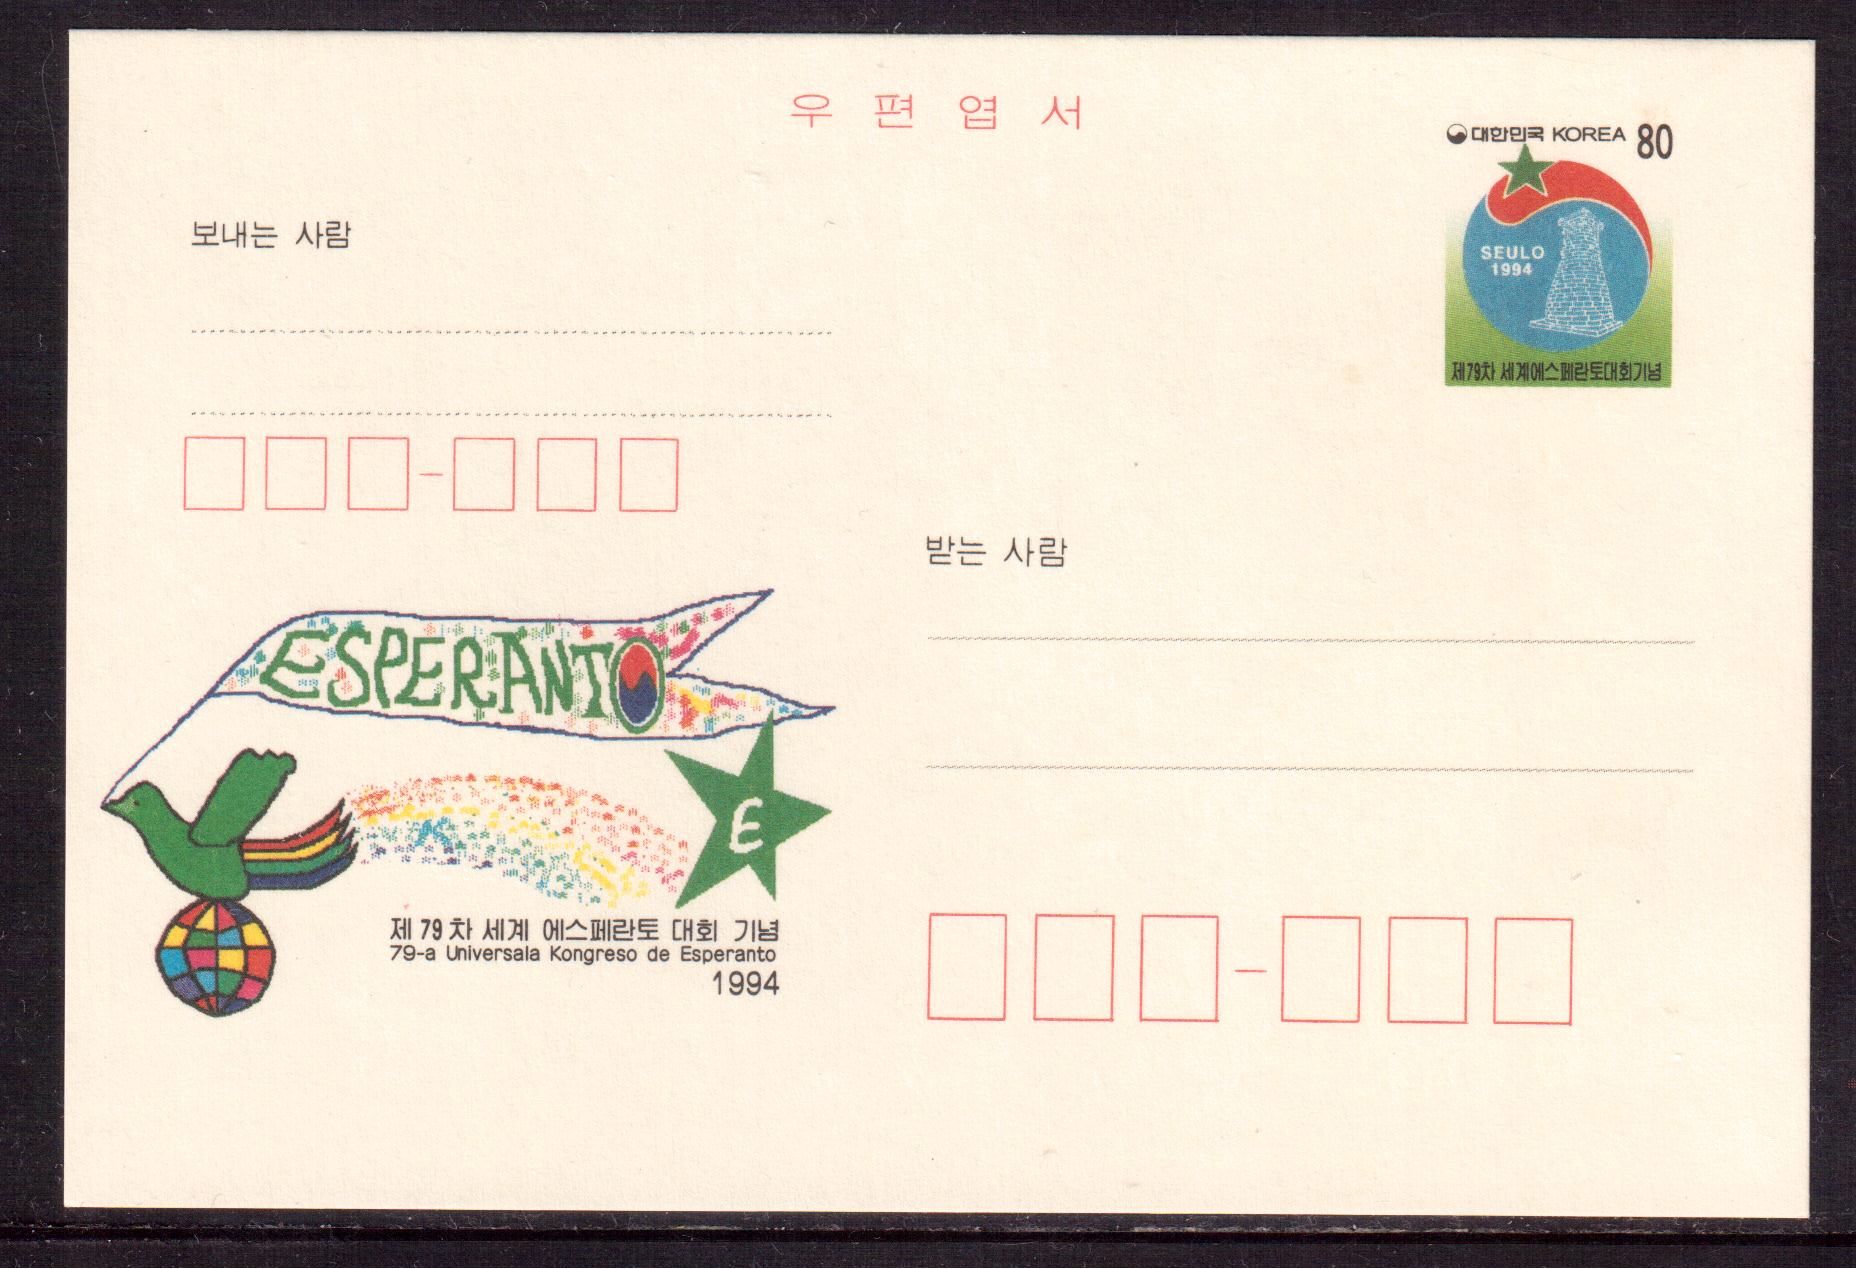 우 편 엽 서
대한민국 KOREA 80
SEULO
1994
제79차 세계에스페란토대회기념
보내는 사람
받는 사람
ESPERANTO
E
제 79 차 세계 에스페란토 대회 기념
79-a Universala Kongreso de Esperanto
1994